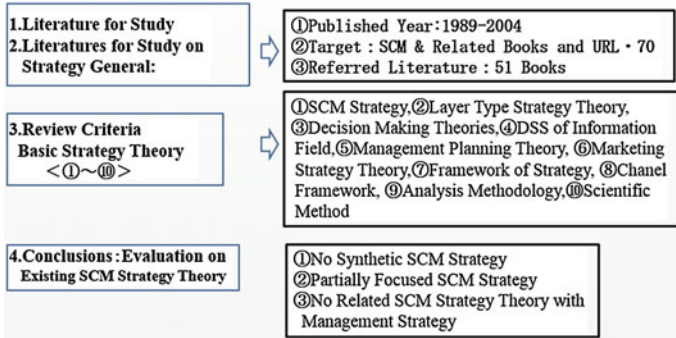 1.Literature for Study
2.Literatures for Study on
Strategy General:
①Published Year:1989-2004
②Target : SCM & Related Books and URL・70
③Referred Literature : 51 Books
3.Review Criteria
Basic Strategy Theory
<①~⑩>
①SCM Strategy,②Layer Type Strategy Theory,
③Decision Making Theories,④DSS of Information
Field,⑤Management Planning Theory, ⑥Marketing
Strategy Theory,⑦Framework of Strategy, ⑧Chanel
Framework, ⑨Analysis Methodology,⑩Scientific
Method
4.Conclusions:Evaluation on
Existing SCM Strategy Theory
①No Synthetic SCM Strategy
②Partially Focused SCM Strategy
③No Related SCM Strategy Theory with
Management Strategy